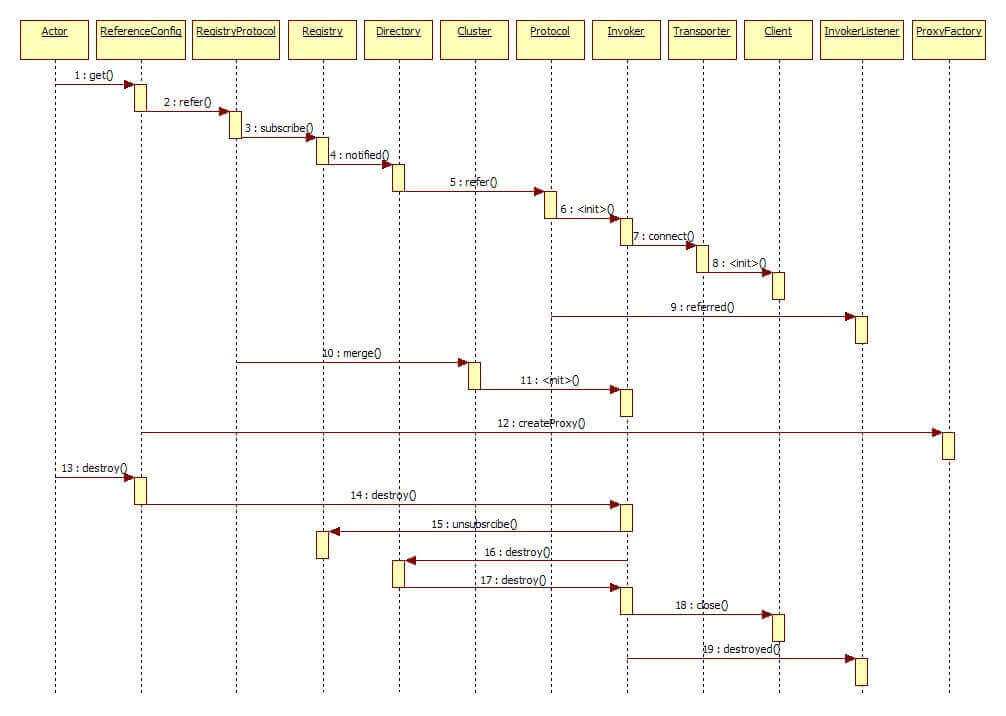 Actor
ReferenceConfig
RegistryProtocol
Registry
Directory
Cluster
Protocol
Invoker
Transporter
Client
InvokerListener
ProxyFactory
1 : get()
2 : refer()
3 : subscribe()
4 : notified()
5 : refer()
6 : <init>()
7 : connect()
8 : <init>()
9 : referred()
10 : merge()
11 : <init>()
12 : createProxy()
13 : destroy()
14 : destroy()
15 : unsubsrcibe()
16 : destroy()
17 : destroy()
18 : close()
19 : destroyed()